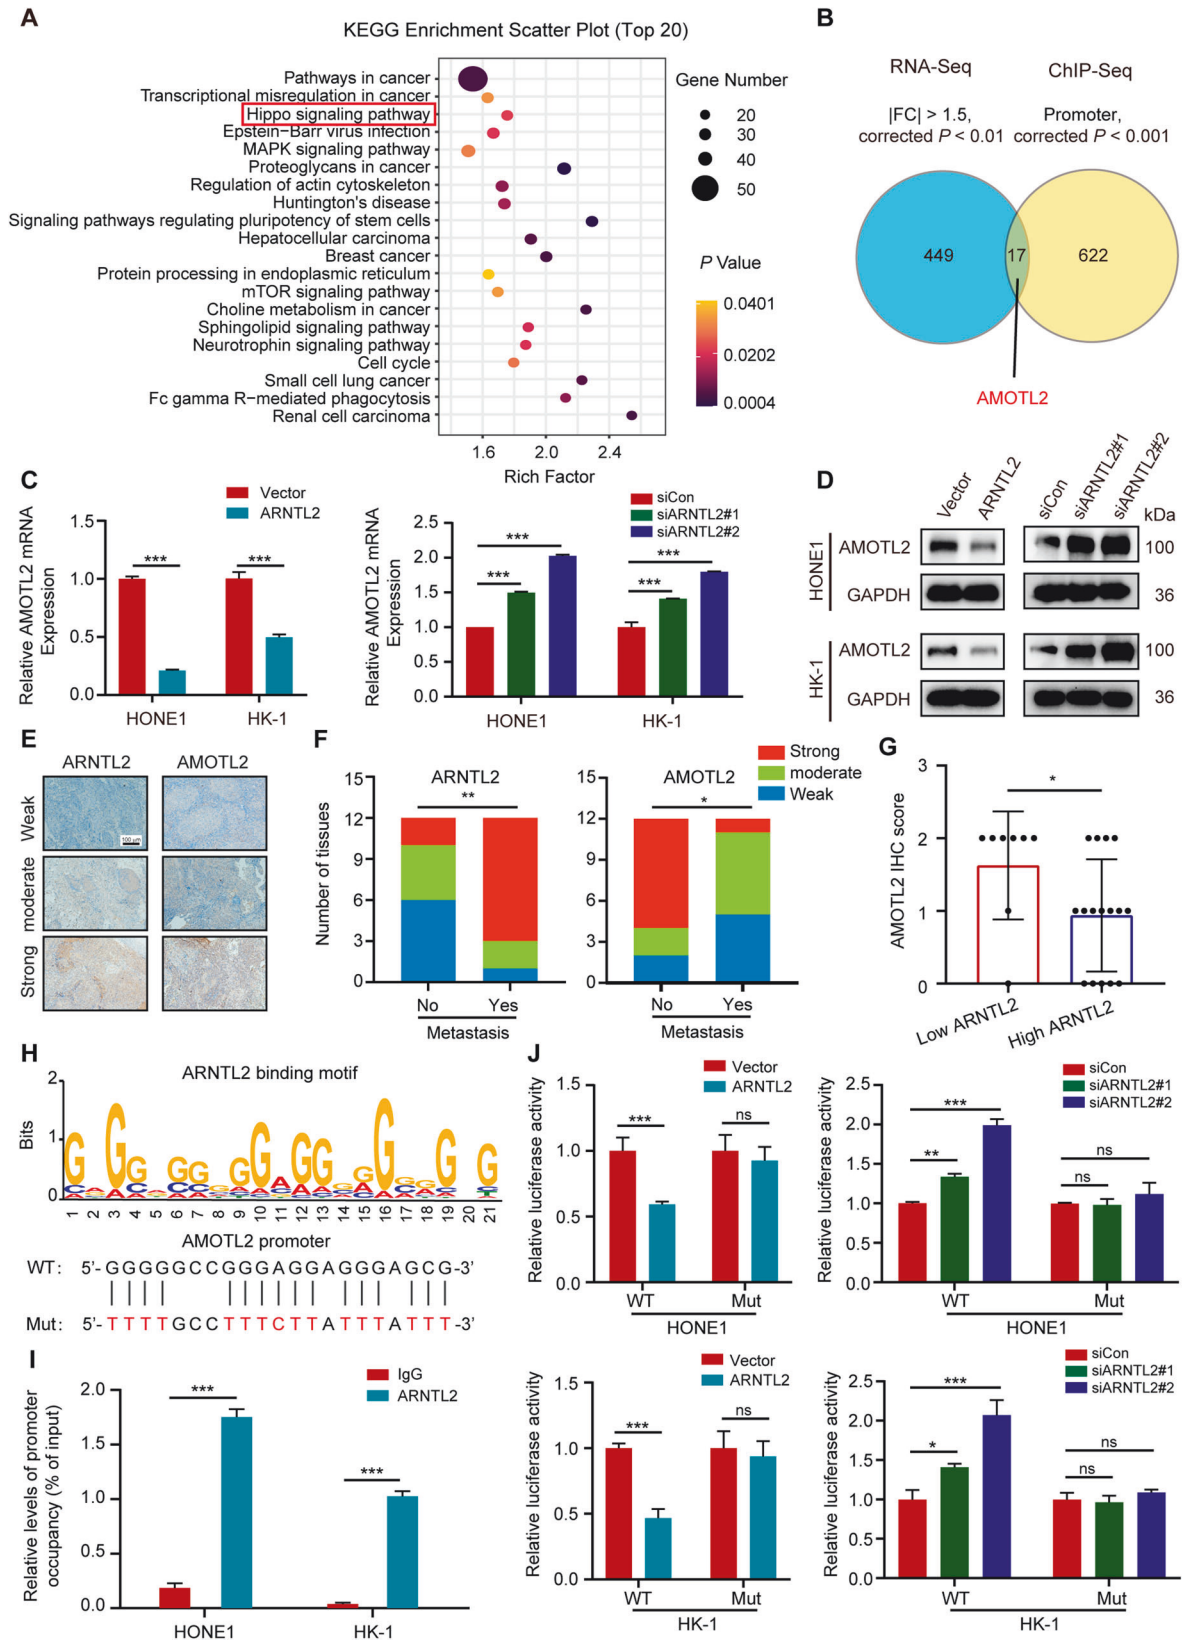 A
KEGG Enrichment Scatter Plot (Top 20)
Pathways in cancer
Transcriptional misregulation in cancer
Hippo signaling pathway
Epstein−Barr virus infection
MAPK signaling pathway
Proteoglycans in cancer
Regulation of actin cytoskeleton
Huntington's disease
Signaling pathways regulating pluripotency of stem cells
Hepatocellular carcinoma
Breast cancer
Protein processing in endoplasmic reticulum
mTOR signaling pathway
Choline metabolism in cancer
Sphingolipid signaling pathway
Neurotrophin signaling pathway
Cell cycle
Small cell lung cancer
Fc gamma R−mediated phagocytosis
Renal cell carcinoma
1.6 2.0 2.4
Rich Factor
Gene Number
20
30
40
50
P Value
0.0401
0.0202
0.0004
B
RNA-Seq ChIP-Seq
|FC| > 1.5, Promoter,
corrected P < 0.01 corrected P < 0.001
449 17 622
AMOTL2
C
Relative AMOTL2 mRNA
Expression
Vector
ARNTL2
1.5
1.0
0.5
0.0
*** ***
HONE1 HK-1
Relative AMOTL2 mRNA
Expression
siCon
siARNTL2#1
siARNTL2#2
2.5
2.0
1.5
1.0
0.5
0.0
*** ***
*** ***
HONE1 HK-1
D
Vector ARNTL2 siCon siARNTL2#1 siARNTL2#2
kDa
HONE1
AMOTL2 100
GAPDH 36
HK-1
AMOTL2 100
GAPDH 36
E
ARNTL2 AMOTL2
Weak
100 μm
moderate
Strong
F
Strong
moderate
Weak
Number of tissues
ARNTL2
**
15
12
9
6
3
0
No Yes
Metastasis
AMOTL2
*
15
12
9
6
3
0
No Yes
Metastasis
G
AMOTL2 IHC score
*
3
2
1
0
Low ARNTL2 High ARNTL2
H
ARNTL2 binding motif
Bits
2
1
0
1 2 3 4 5 6 7 8 9 10 11 12 13 14 15 16 17 18 19 20 21
AMOTL2 promoter
WT: 5'-GGGGGCCGGGAGGAGGGAGCG-3'
Mut: 5'-TTTTGCCTTTCTTATTTATTT-3'
I
Relative levels of promoter
occupancy (% of input)
IgG
ARNTL2
2.0
1.5
1.0
0.5
0.0
*** ***
HONE1 HK-1
J
Relative luciferase activity
Vector
ARNTL2
1.5
1.0
0.5
0.0
*** ns
WT Mut
HONE1
Relative luciferase activity
siCon
siARNTL2#1
siARNTL2#2
2.5
2.0
1.5
1.0
0.5
0.0
*** ns
** ns
WT Mut
HONE1
Relative luciferase activity
Vector
ARNTL2
1.5
1.0
0.5
0.0
*** ns
WT Mut
HK-1
Relative luciferase activity
siCon
siARNTL2#1
siARNTL2#2
2.5
2.0
1.5
1.0
0.5
0.0
*** ns
* ns
WT Mut
HK-1